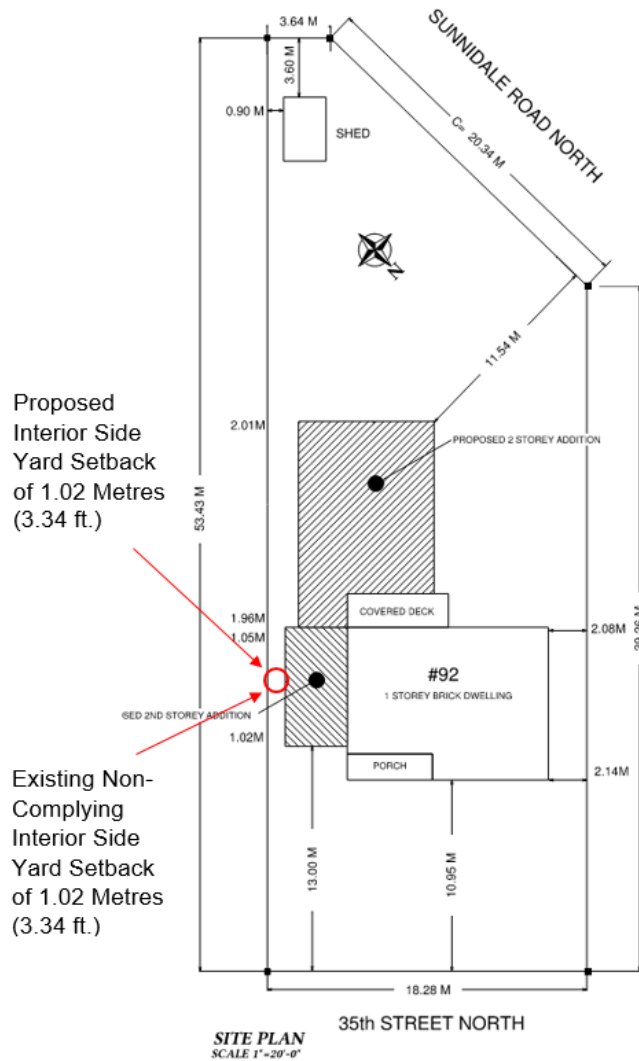 3.64 M
SUNNIDALE ROAD NORTH
3.60 M
0.90 M
SHED
C= 20.34 M
N
11.54 M
Proposed
Interior Side
Yard Setback
of 1.02 Metres
(3.34 ft.)
2.01M
PROPOSED 2 STOREY ADDITION
53.43 M
COVERED DECK
1.96M
1.05M
2.08M
#92
1 STOREY BRICK DWELLING
SED 2ND STOREY ADDITION
1.02M
PORCH
2.14M
Existing Non-
Complying
Interior Side
Yard Setback
of 1.02 Metres
(3.34 ft.)
13.00 M
10.95 M
18.28 M
35th STREET NORTH
SITE PLAN
SCALE 1"=20'-0"